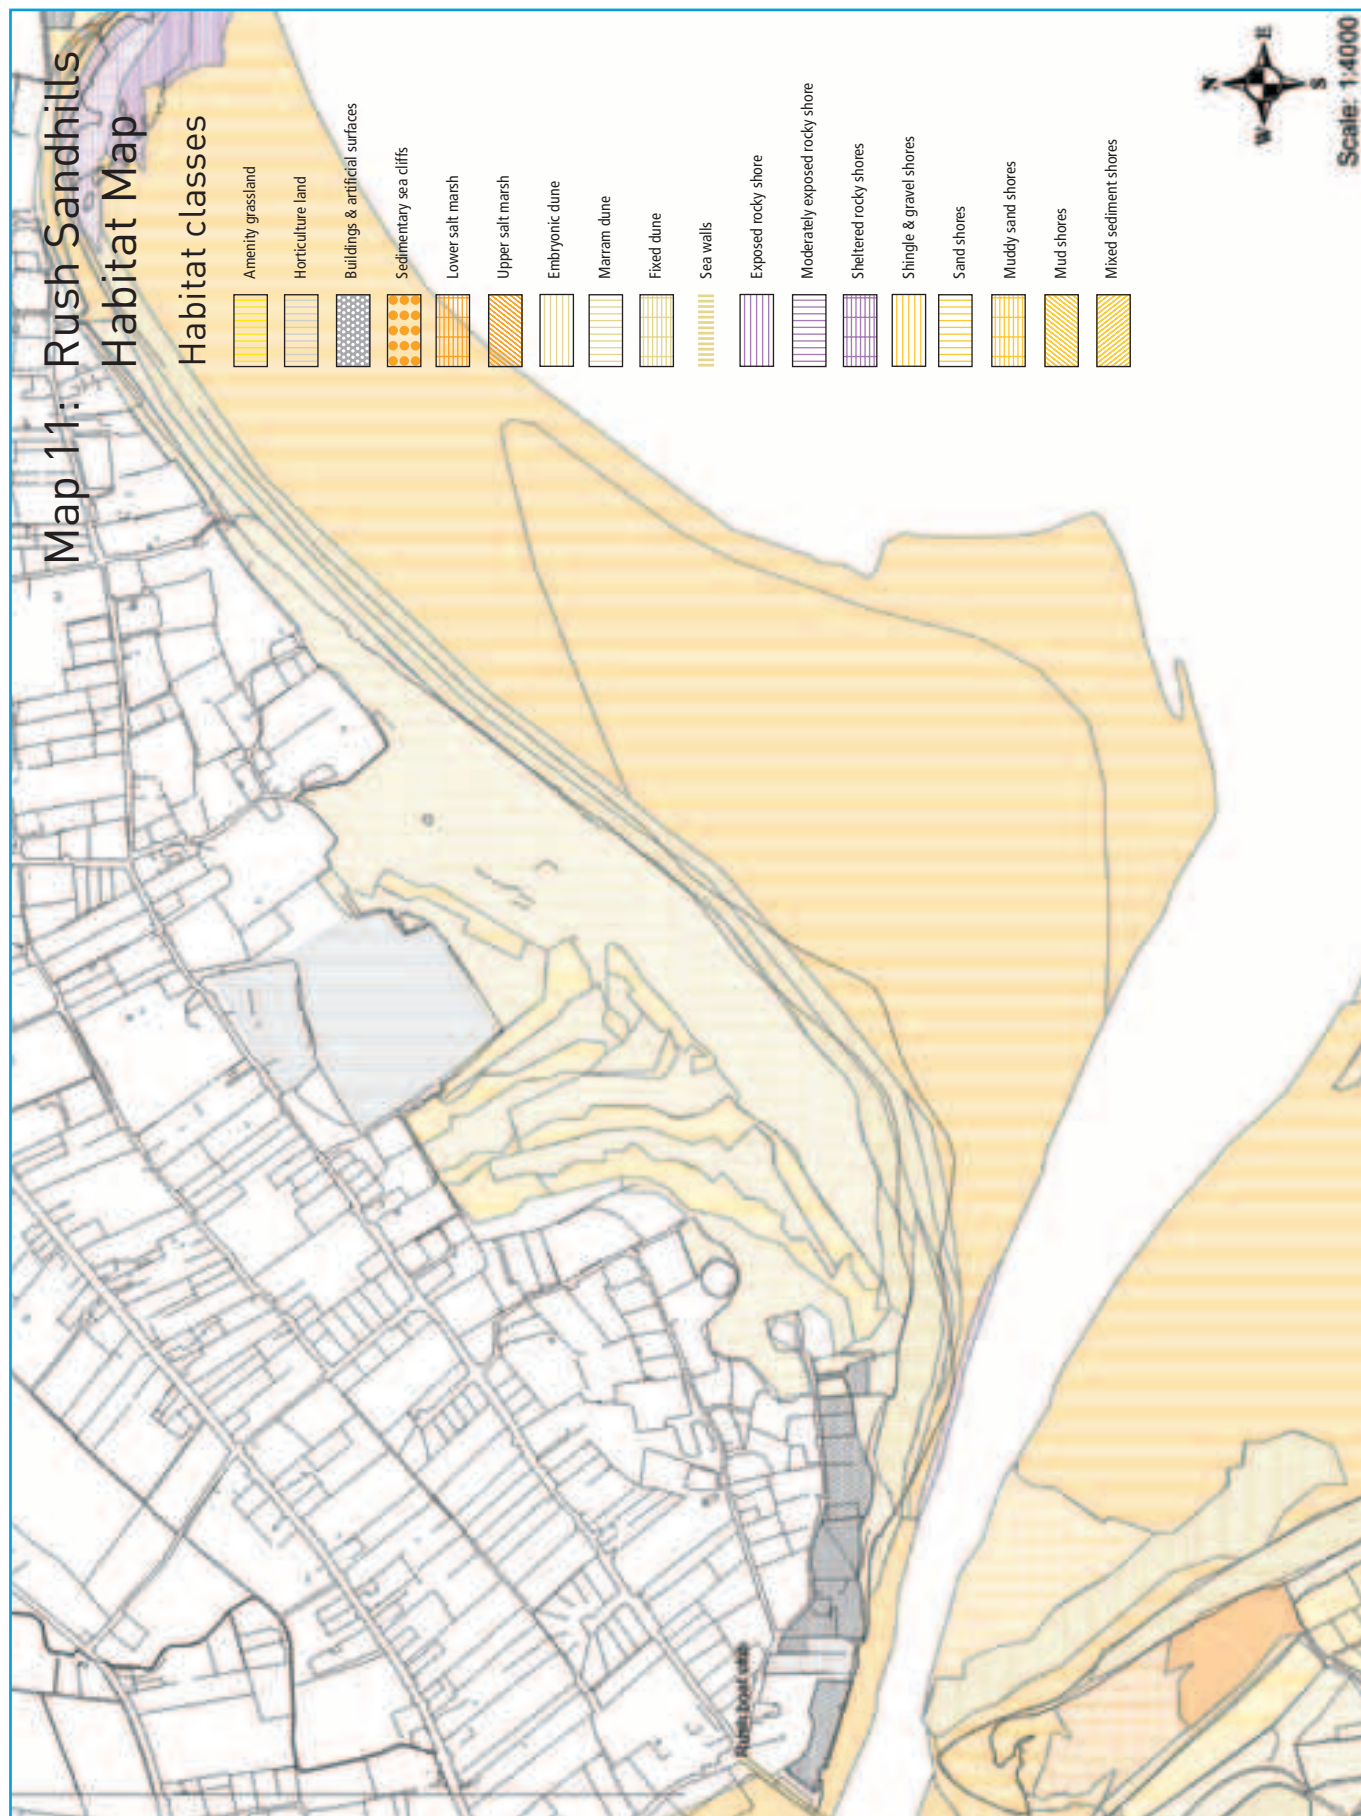 Map 11: Rush Sandhills
Habitat Map
Habitat classes
Amenity grassland
Horticulture land
Buildings & artificial surfaces
Sedimentary sea cliffs
Lower salt marsh
Upper salt marsh
Embryonic dune
Marram dune
Fixed dune
Sea walls
Exposed rocky shore
Moderately exposed rocky shore
Sheltered rocky shores
Shingle & gravel shores
Sand shores
Muddy sand shores
Mud shores
Mixed sediment shores
N
W
E
S
Scale: 1:4000
Rush boat club